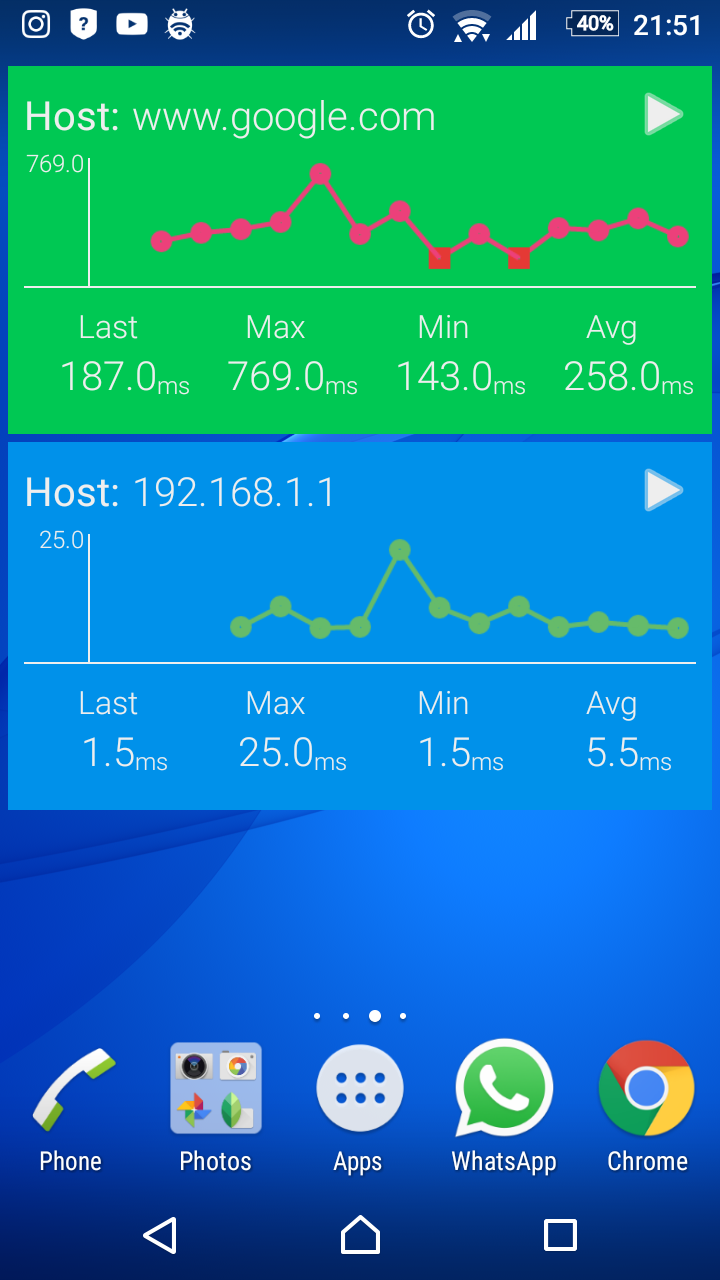 40% 21:51
Host: www.google.com
769.0
Last Max Min Avg
187.0ms 769.0ms 143.0ms 258.0ms
Host: 192.168.1.1
25.0
Last Max Min Avg
1.5ms 25.0ms 1.5ms 5.5ms
Phone Photos Apps WhatsApp Chrome